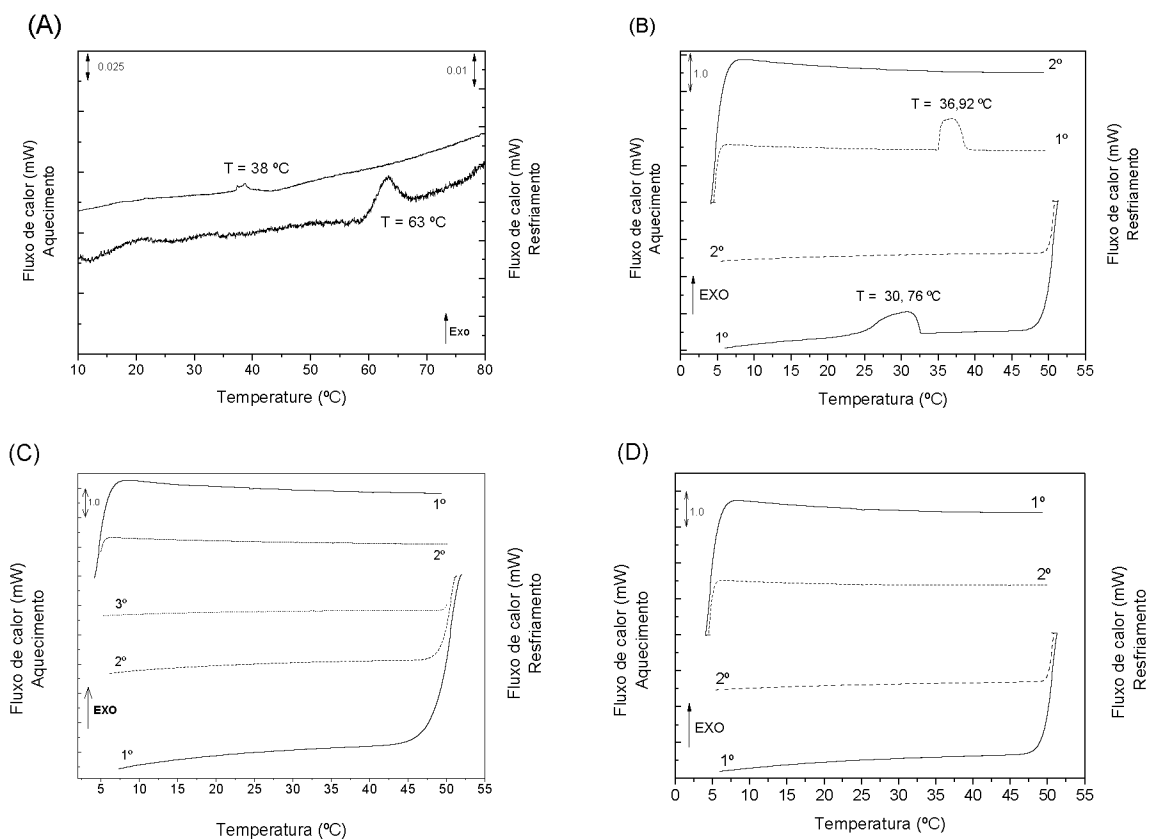 (A)
0.025
0.01
T = 38 ºC
T = 63 ºC
Exo
10 20 30 40 50 60 70 80
Temperature (ºC)
Fluxo de calor (mW)
Aquecimento
Fluxo de calor (mW)
Resfriamento
(B)
1.0
2º
T = 36,92 ºC
1º
2º
EXO
T = 30, 76 ºC
1º
0 5 10 15 20 25 30 35 40 45 50 55
Temperatura (ºC)
Fluxo de calor (mW)
Aquecimento
Fluxo de calor (mW)
Resfriamento
(C)
1.0
1º
2º
3º
2º
EXO
1º
5 10 15 20 25 30 35 40 45 50 55
Temperatura (ºC)
Fluxo de calor (mW)
Aquecimento
Fluxo de calor (mW)
Resfriamento
(D)
1.0
1º
2º
2º
EXO
1º
0 5 10 15 20 25 30 35 40 45 50 55
Temperatura (ºC)
Fluxo de calor (mW)
Aquecimento
Fluxo de calor (mW)
Resfriamento